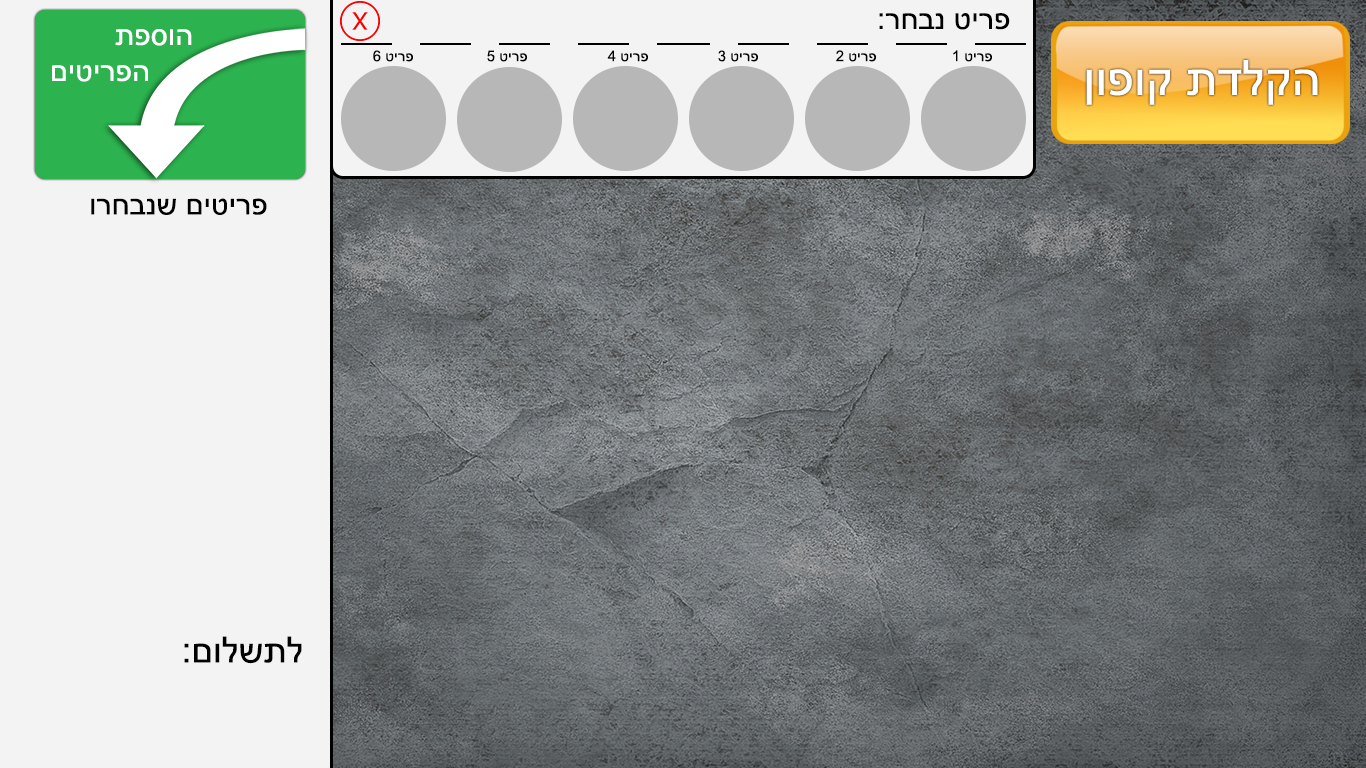 הקלדת קופון
פריט נבחר:
X
פריט 1
פריט 2
פריט 3
פריט 4
פריט 5
פריט 6
הוספת
הפריטים
פריטים שנבחרו
לתשלום: